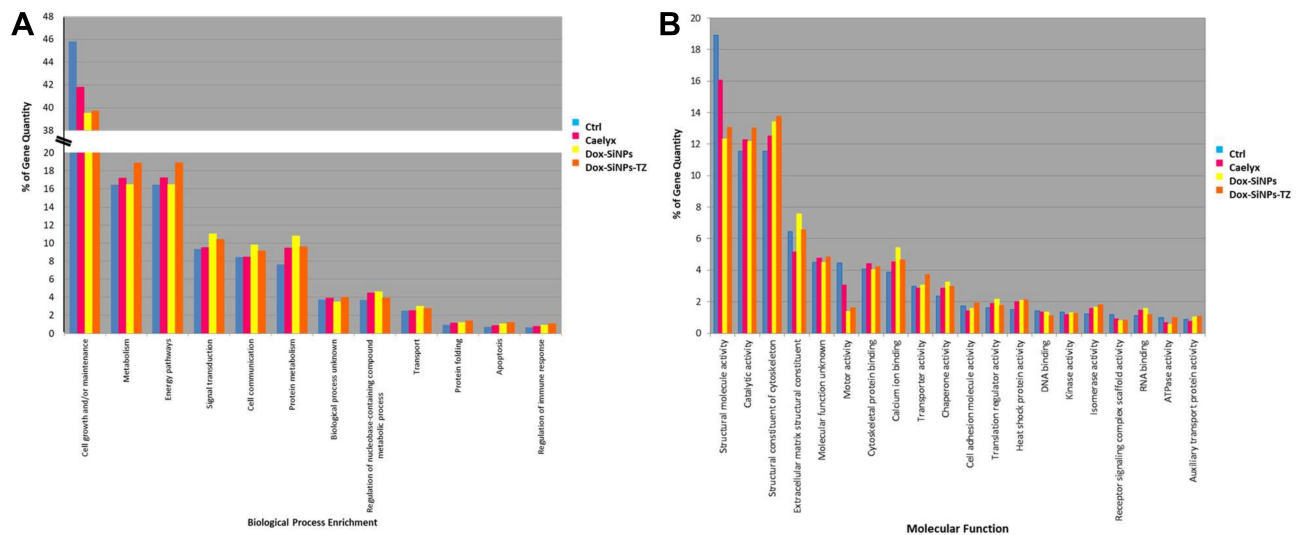 A
48
46
44
42
40
38
20
18
16
14
12
10
8
6
4
2
0
% of Gene Quantity
Cell growth and/or maintenance
Metabolism
Energy pathways
Signal transduction
Cell communication
Protein metabolism
Biological process unknown
Regulation of nucleobase-containing compound
metabolic process
Transport
Protein folding
Apoptosis
Regulation of immune response
Biological Process Enrichment
Ctrl
Caelyx
Dox-SiNPs
Dox-SiNPs-TZ
B
20
18
16
14
12
10
8
6
4
2
0
% of Gene Quantity
Structural molecule activity
Catalytic activity
Structural constituent of cytoskeleton
Extracellular matrix structural constituent
Molecular function unknown
Motor activity
Cytoskeletal protein binding
Calcium ion binding
Transporter activity
Chaperone activity
Cell adhesion molecule activity
Translation regulator activity
Heat shock protein activity
DNA binding
Kinase activity
Isomerase activity
Receptor signaling complex scaffold activity
RNA binding
ATPase activity
Auxiliary transport protein activity
Molecular Function
Ctrl
Caelyx
Dox-SiNPs
Dox-SiNPs-TZ